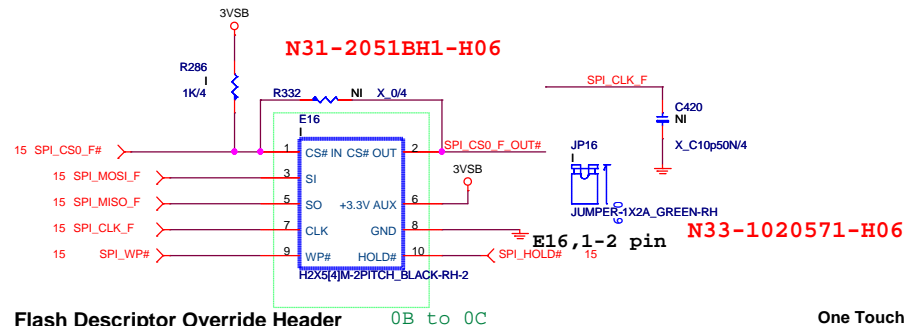 3VSB
N31-2051BH1-H06
R286
I
1K/4
R332 NI X_0/4
SPI_CLK_F
C420
NI
X_C10p50N/4
E16
I
15 SPI_CS0_F# 1 CS# IN CS# OUT 2 SPI_CS0_F_OUT#
JP16
I
15 SPI_MOSI_F 3 SI
3VSB
15 SPI_MISO_F 5 SO +3.3V AUX 6
JUMPER-1X2A_GREEN-RH
15 SPI_CLK_F 7 CLK GND 8
N33-1020571-H06
E16,1-2 pin
15 SPI_WP# 9 WP# HOLD# 10 SPI_HOLD# 15
H2X5[4]M-2PITCH_BLACK-RH-2
Flash Descriptor Override Header 0B to 0C One Touch